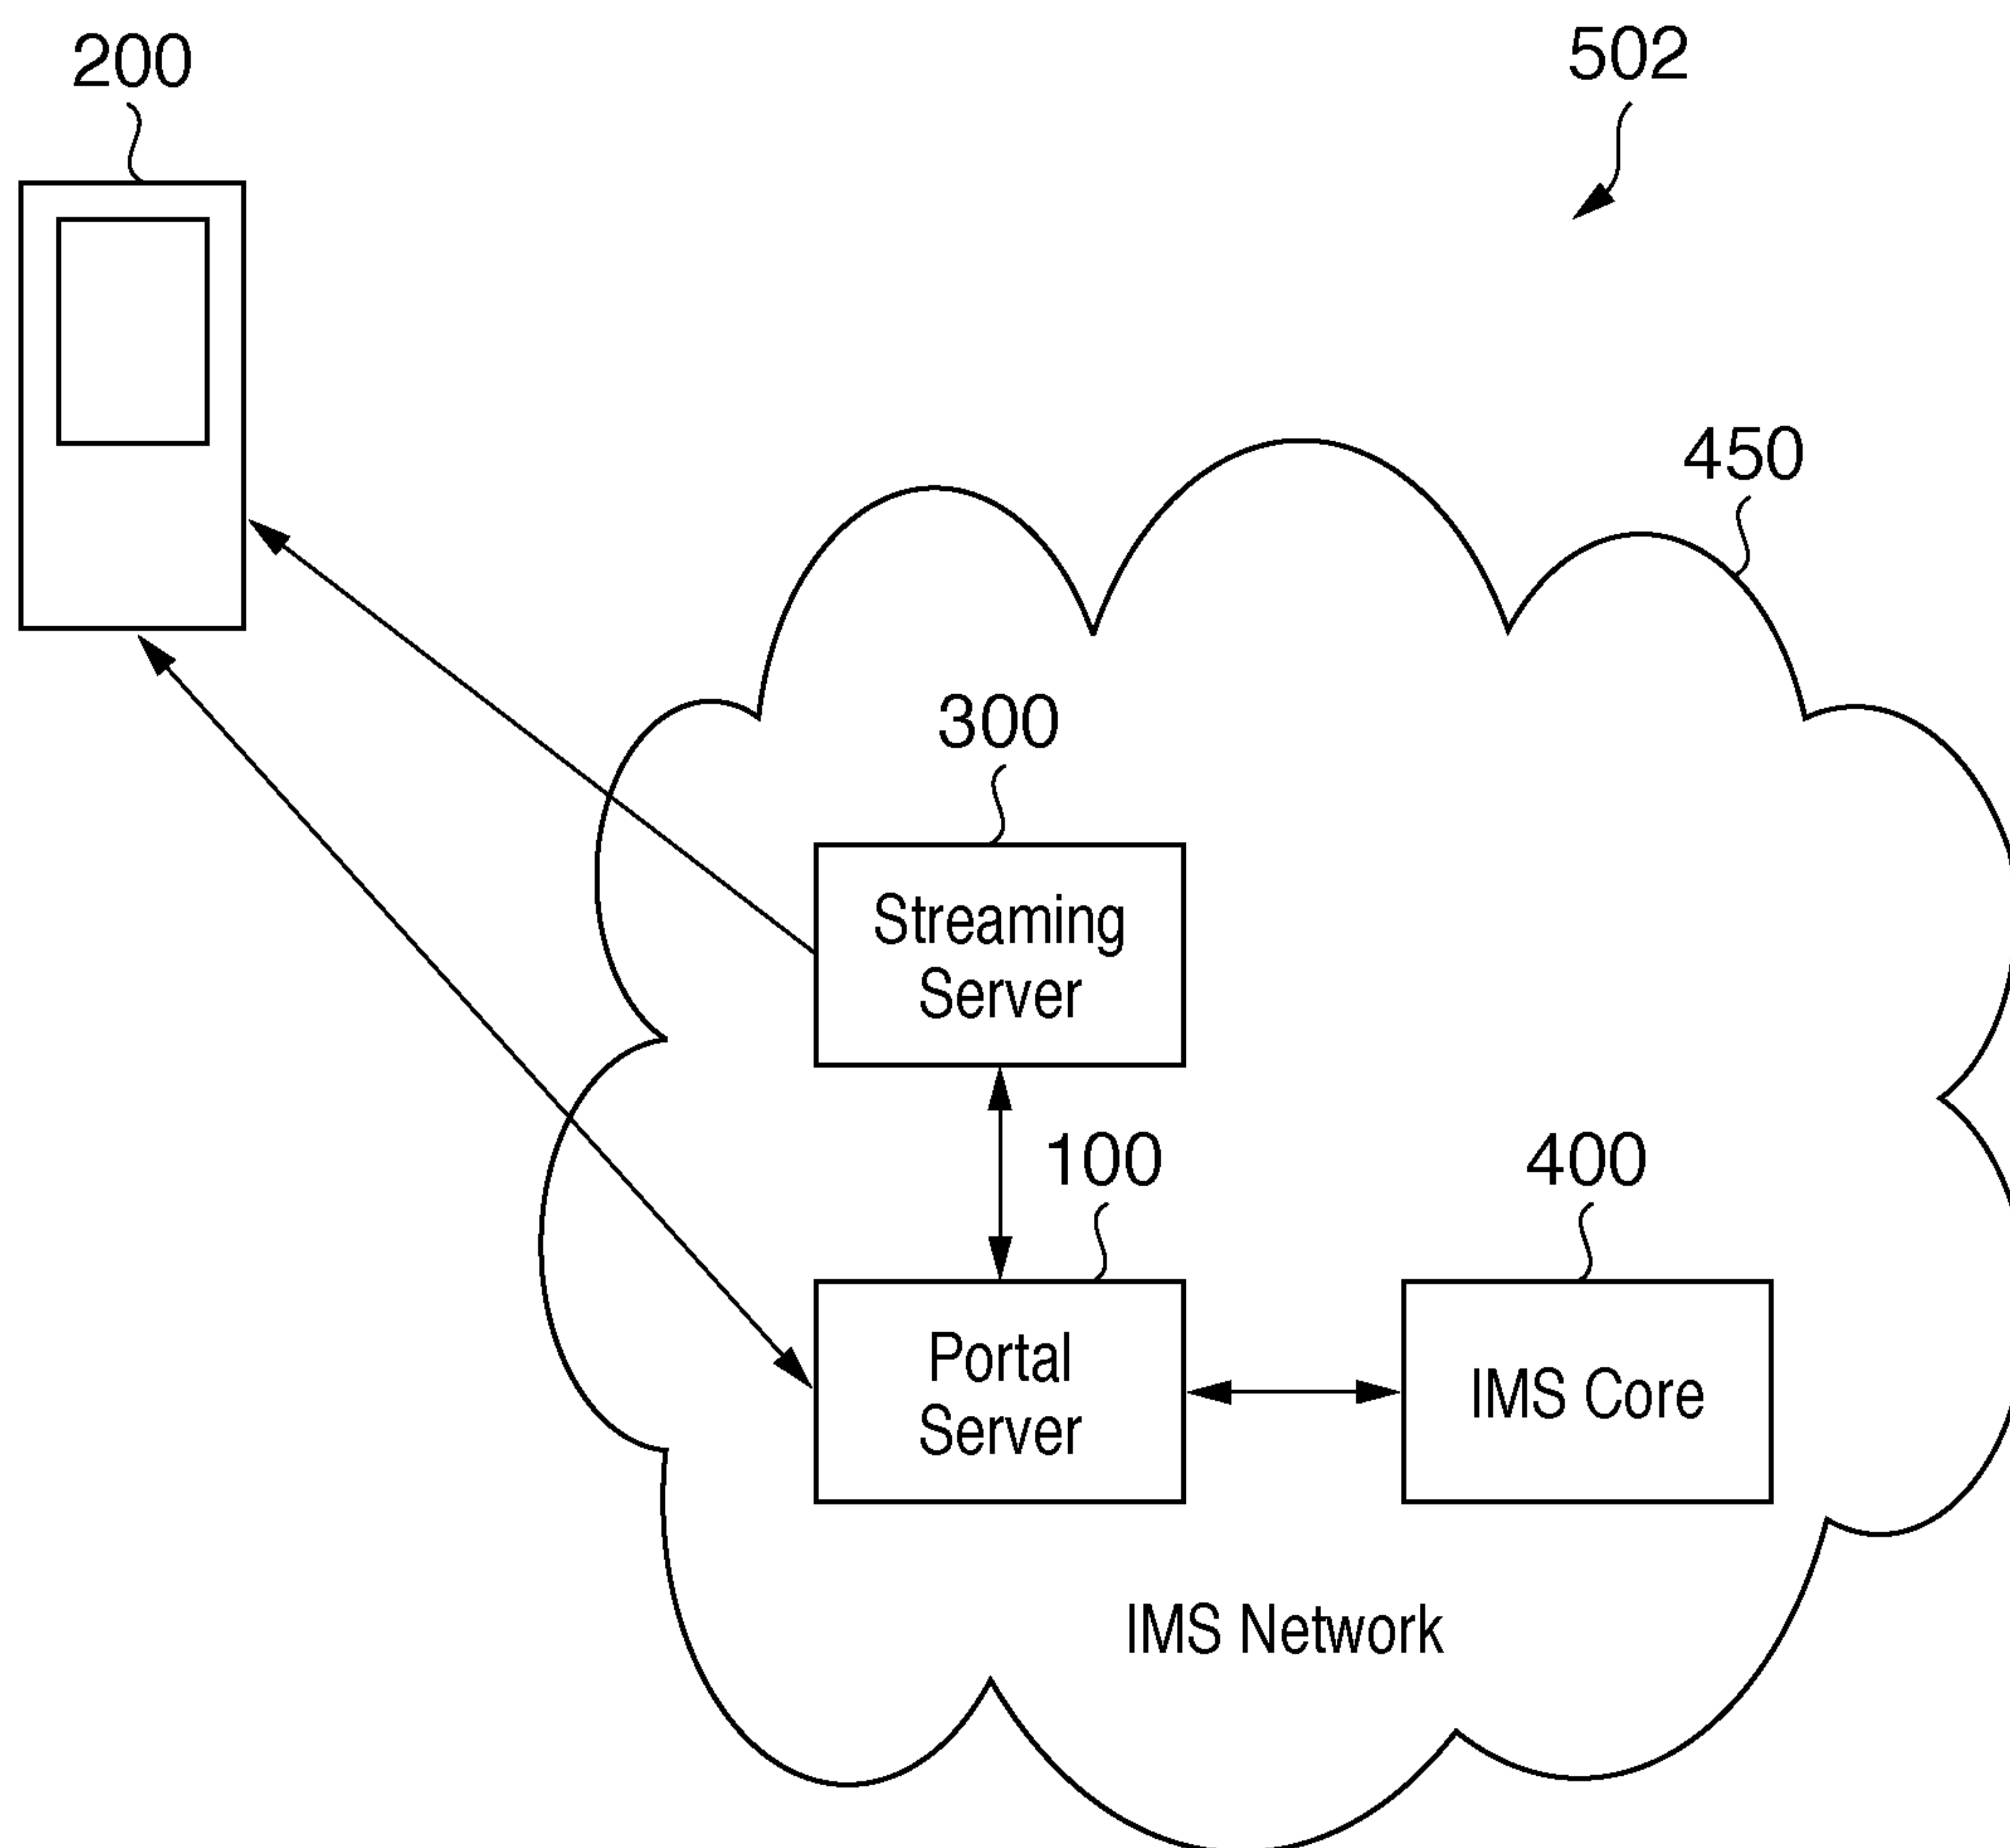 200
502
450
300
Streaming
Server
100
400
Portal
Server
IMS Core
IMS Network